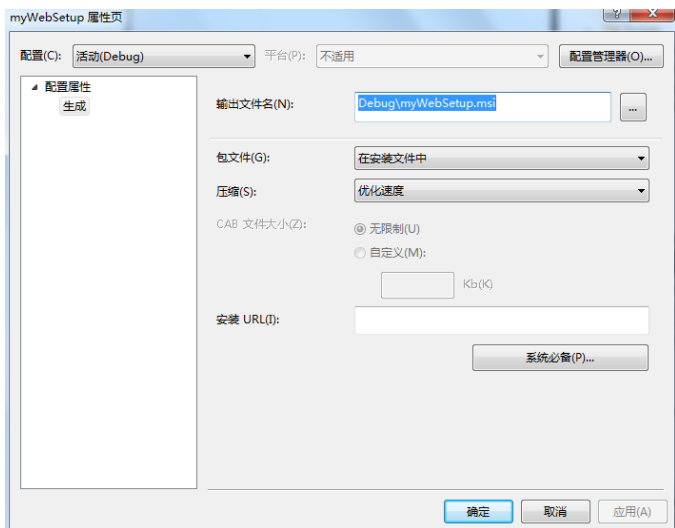 myWebSetup 属性页
配置(C): 活动(Debug) 平台(P): 不适用 配置管理器(O)...
配置属性
生成
输出文件名(N): Debug\myWebSetup.msi ...
包文件(G): 在安装文件中
压缩(S): 优化速度
CAB 文件大小(Z): 无限制(U)
自定义(M):
Kb(K)
安装 URL(I):
系统必备(P)...
确定 取消 应用(A)